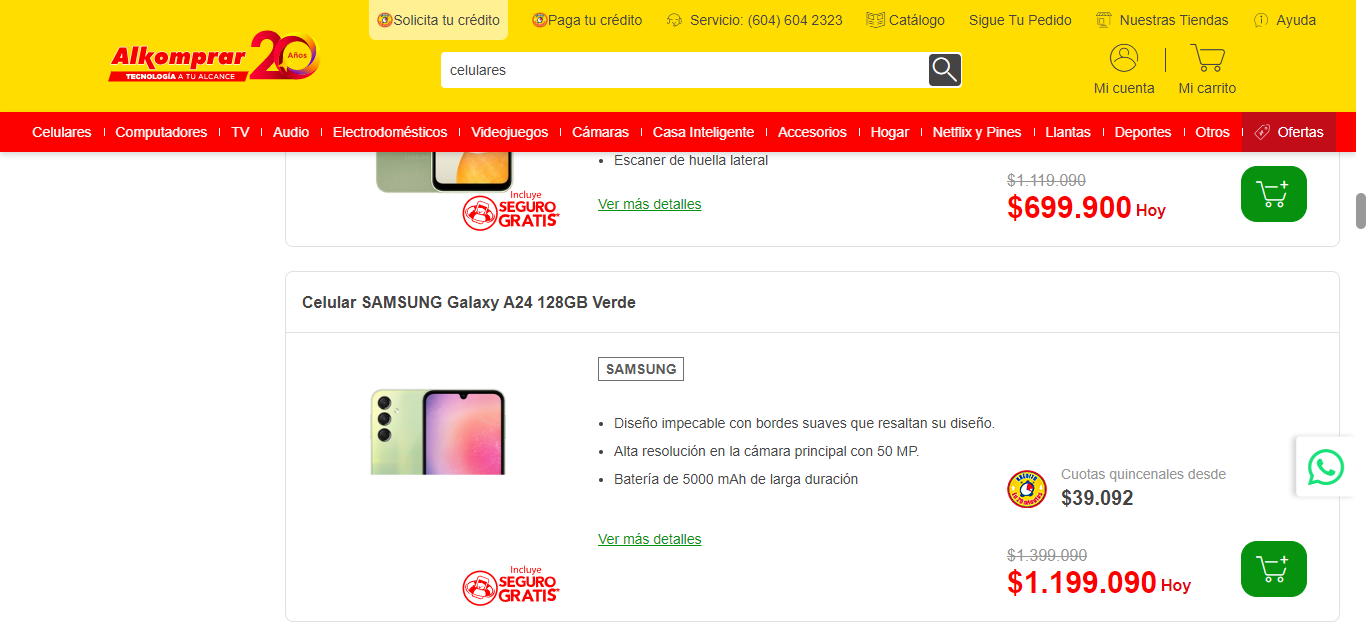 Solicita tu crédito
Paga tu crédito
Servicio: (604) 604 2323
Catálogo
Sigue Tu Pedido
Nuestras Tiendas
Ayuda
Alkomprar
20 Años
TECNOLOGÍA A TU ALCANCE
celulares
Mi cuenta
Mi carrito
Celulares
Computadores
TV
Audio
Electrodomésticos
Videojuegos
Cámaras
Casa Inteligente
Accesorios
Hogar
Netflix y Pines
Llantas
Deportes
Otros
Ofertas
Escaner de huella lateral
Incluye
SEGURO
GRATIS*
Ver más detalles
$1.119.090
$699.900 Hoy
Celular SAMSUNG Galaxy A24 128GB Verde
SAMSUNG
Diseño impecable con bordes suaves que resaltan su diseño.
Alta resolución en la cámara principal con 50 MP.
Batería de 5000 mAh de larga duración
Cuotas quincenales desde
$39.092
Ver más detalles
Incluye
SEGURO
GRATIS*
$1.399.090
$1.199.090 Hoy